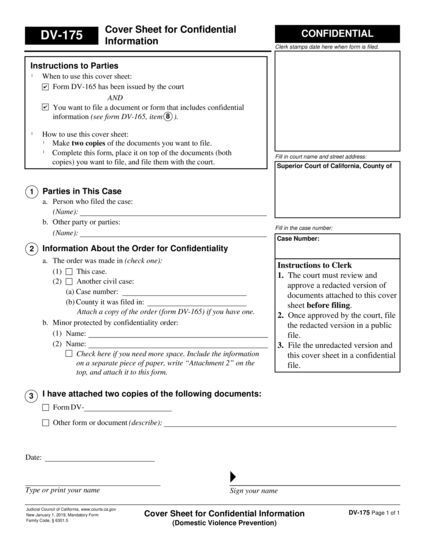 DV-175
Cover Sheet for Confidential
Information
CONFIDENTIAL
Clerk stamps date here when form is filed.
Instructions to Parties
When to use this cover sheet:
Form DV-165 has been issued by the court
AND
You want to file a document or form that includes confidential
information (see form DV-165, item 8 ).
How to use this cover sheet:
Make two copies of the documents you want to file.
Complete this form, place it on top of the documents (both
copies) you want to file, and file them with the court.
Fill in court name and street address:
Superior Court of California, County of
Fill in the case number:
Case Number:
1 Parties in This Case
a. Person who filed the case:
(Name):
b. Other party or parties:
(Name):
2 Information About the Order for Confidentiality
a. The order was made in (check one):
(1) This case.
(2) Another civil case:
(a) Case number:
(b) County it was filed in:
Attach a copy of the order (form DV-165) if you have one.
b. Minor protected by confidentiality order:
(1) Name:
(2) Name:
Check here if you need more space. Include the information
on a separate piece of paper, write "Attachment 2" on the
top, and attach it to this form.
Instructions to Clerk
1. The court must review and
approve a redacted version of
documents attached to this cover
sheet before filing.
2. Once approved by the court, file
the redacted version in a public
file.
3. File the unredacted version and
this cover sheet in a confidential
file.
3 I have attached two copies of the following documents:
Form DV-
Other form or document (describe):
Date:
Type or print your name
Sign your name
Judicial Council of California, www.courts.ca.gov
New January 1, 2019, Mandatory Form
Family Code, § 6301.5
Cover Sheet for Confidential Information
(Domestic Violence Prevention)
DV-175 Page 1 of 1